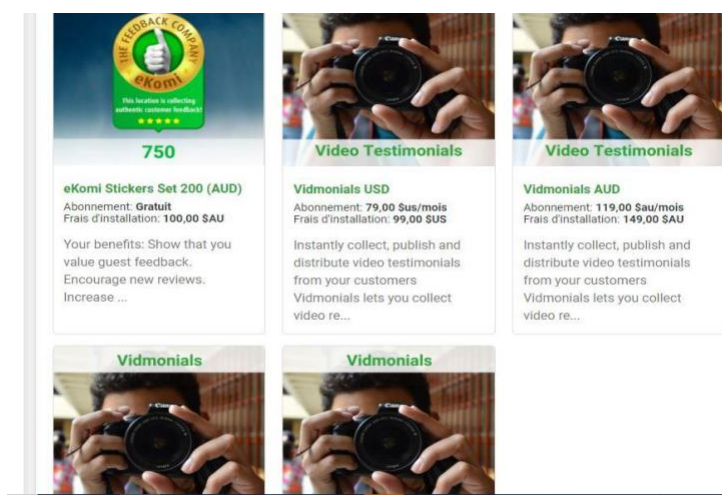 THE FEEDBACK COMPANY
eKomi
This location is collecting
authentic customer feedback!
750
eKomi Stickers Set 200 (AUD)
Abonnement: Gratuit
Frais d'installation: 100,00 $AU
Your benefits: Show that you
value guest feedback.
Encourage new reviews.
Increase ...
Canon
Video Testimonials
Vidmonials USD
Abonnement: 79,00 $us/mois
Frais d'installation: 99,00 $US
Instantly collect, publish and
distribute video testimonials
from your customers
Vidmonials lets you collect
video re...
Canon
Video Testimonials
Vidmonials AUD
Abonnement: 119,00 $au/mois
Frais d'installation: 149,00 $AU
Instantly collect, publish and
distribute video testimonials
from your customers
Vidmonials lets you collect
video re...
Vidmonials
Canon
Vidmonials
Canon